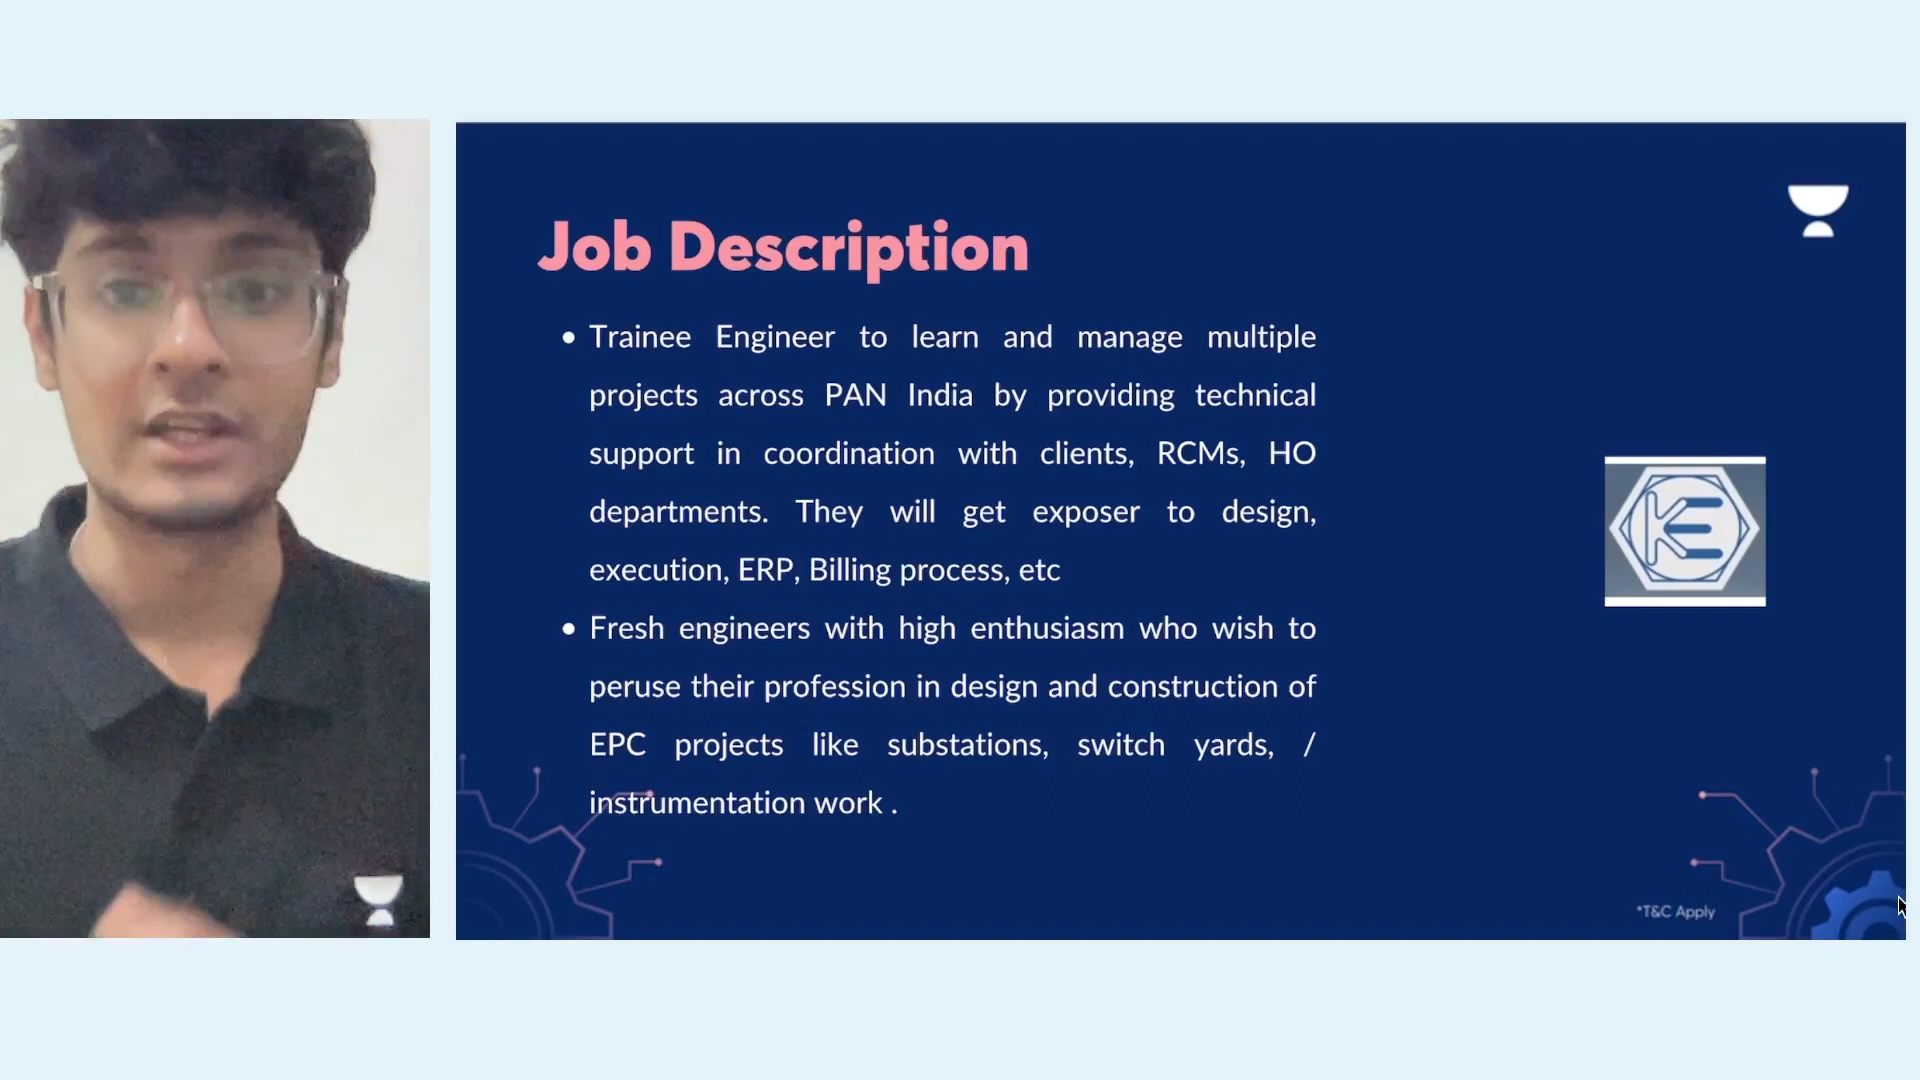 Job Description
• Trainee Engineer to learn and manage multiple
projects across PAN India by providing technical
support in coordination with clients, RCMs, HO
departments. They will get exposer to design,
execution, ERP, Billing process, etc
• Fresh engineers with high enthusiasm who wish to
peruse their profession in design and construction of
EPC projects like substations, switch yards, /
instrumentation work .
KE
*T&C Apply